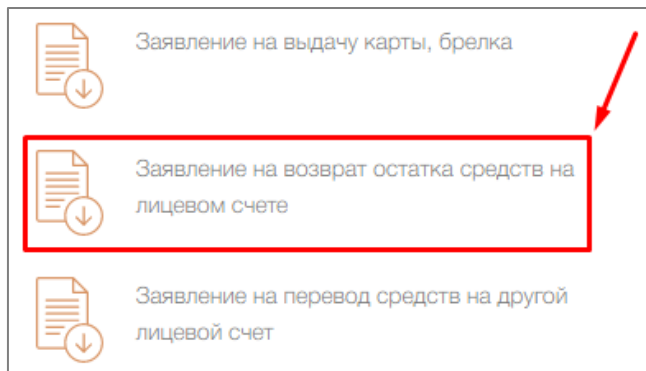 Заявление на выдачу карты, брелка
Заявление на возврат остатка средств на
лицевом счете
Заявление на перевод средств на другой
лицевой счет